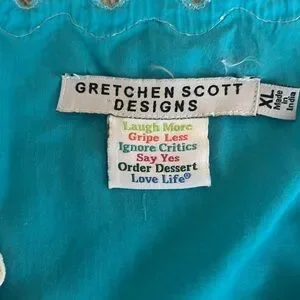 GRETCHEN SCOTT
DESIGNS
XL
Made in India
Laugh More
Gripe Less
Ignore Critics
Say Yes
Order Dessert
Love Life®